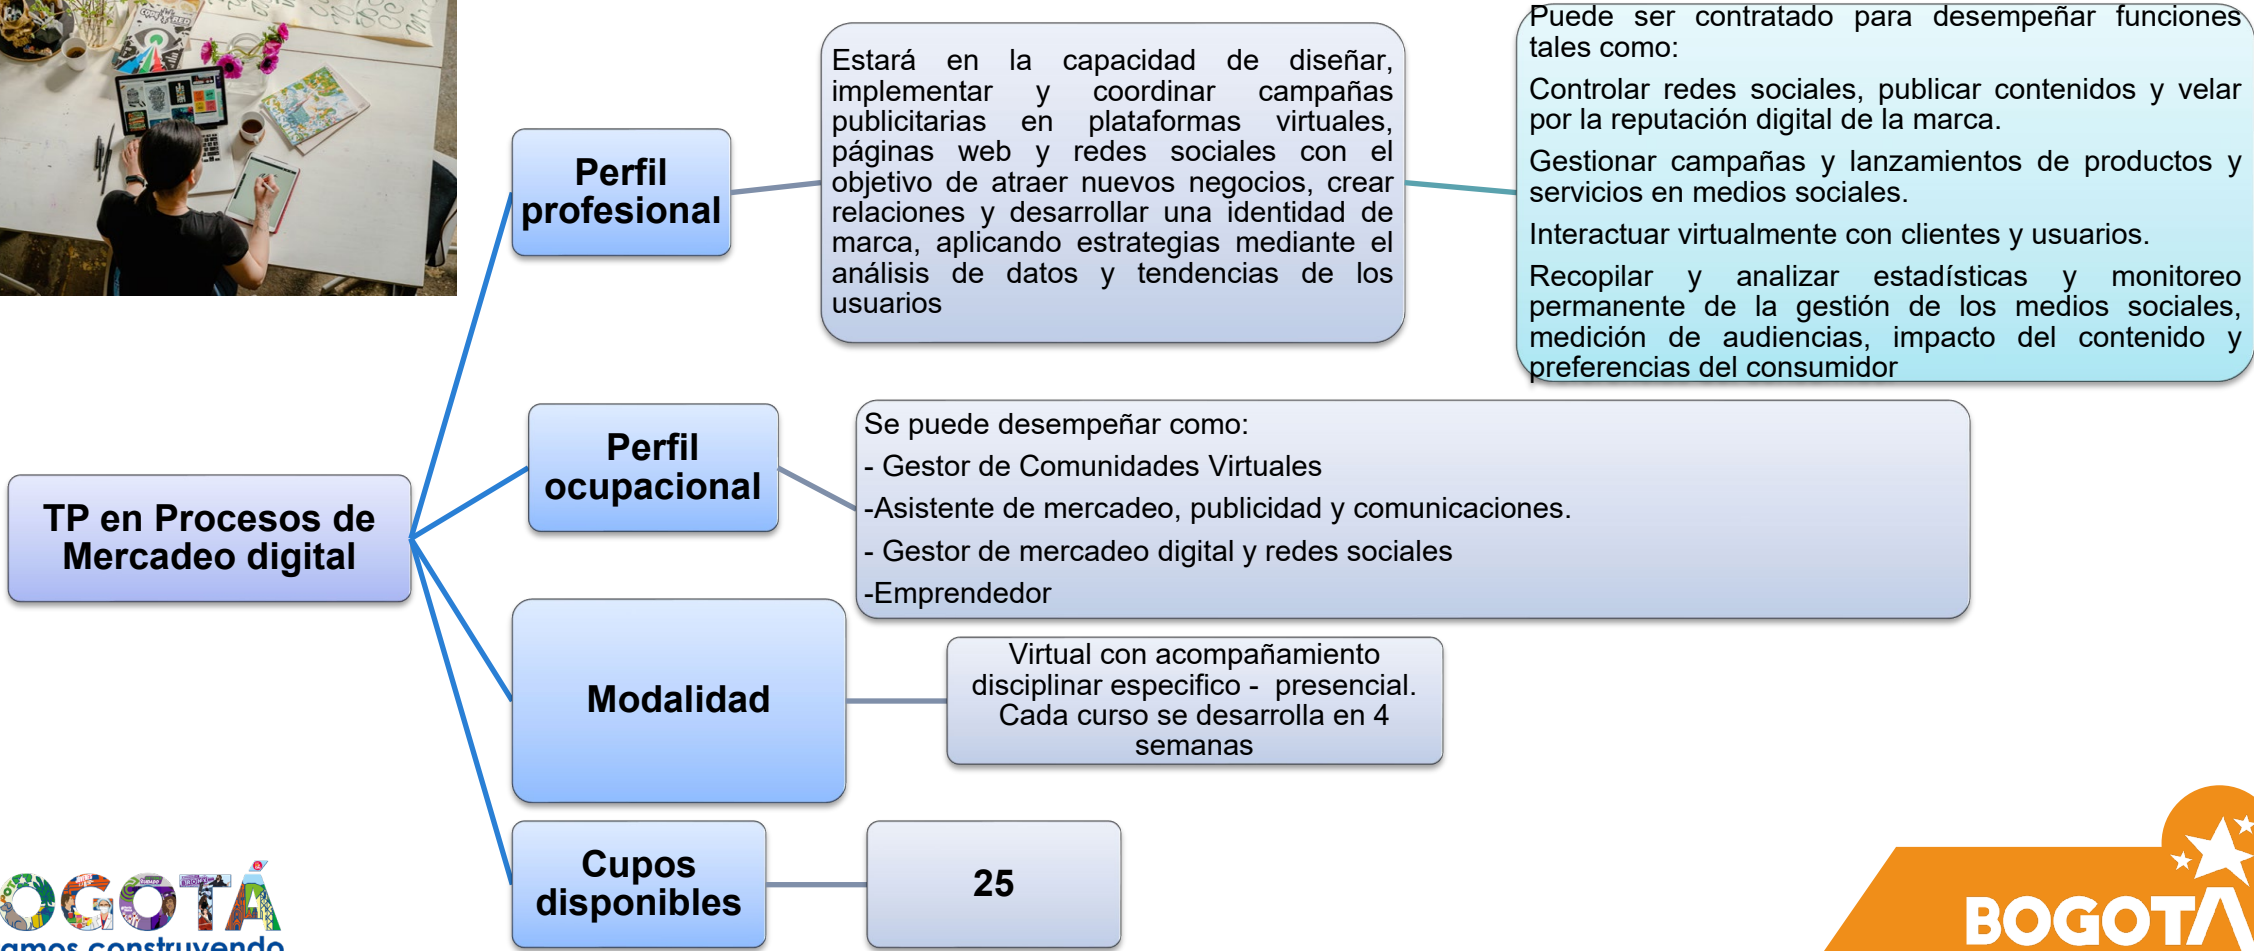 TP en Procesos de
Mercadeo digital
Perfil
profesional
Estará en la capacidad de diseñar,
implementar y coordinar campañas
publicitarias en plataformas virtuales,
páginas web y redes sociales con el
objetivo de atraer nuevos negocios, crear
relaciones y desarrollar una identidad de
marca, aplicando estrategias mediante el
análisis de datos y tendencias de los
usuarios
Puede ser contratado para desempeñar funciones
tales como:
Controlar redes sociales, publicar contenidos y velar
por la reputación digital de la marca.
Gestionar campañas y lanzamientos de productos y
servicios en medios sociales.
Interactuar virtualmente con clientes y usuarios.
Recopilar y analizar estadísticas y monitoreo
permanente de la gestión de los medios sociales,
medición de audiencias, impacto del contenido y
preferencias del consumidor
Perfil
ocupacional
Se puede desempeñar como:
- Gestor de Comunidades Virtuales
-Asistente de mercadeo, publicidad y comunicaciones.
- Gestor de mercadeo digital y redes sociales
-Emprendedor
Modalidad
Virtual con acompañamiento
disciplinar especifico -  presencial.
Cada curso se desarrolla en 4
semanas
Cupos
disponibles
25
OGOTÁ
amos construyendo
BOGOTÁ